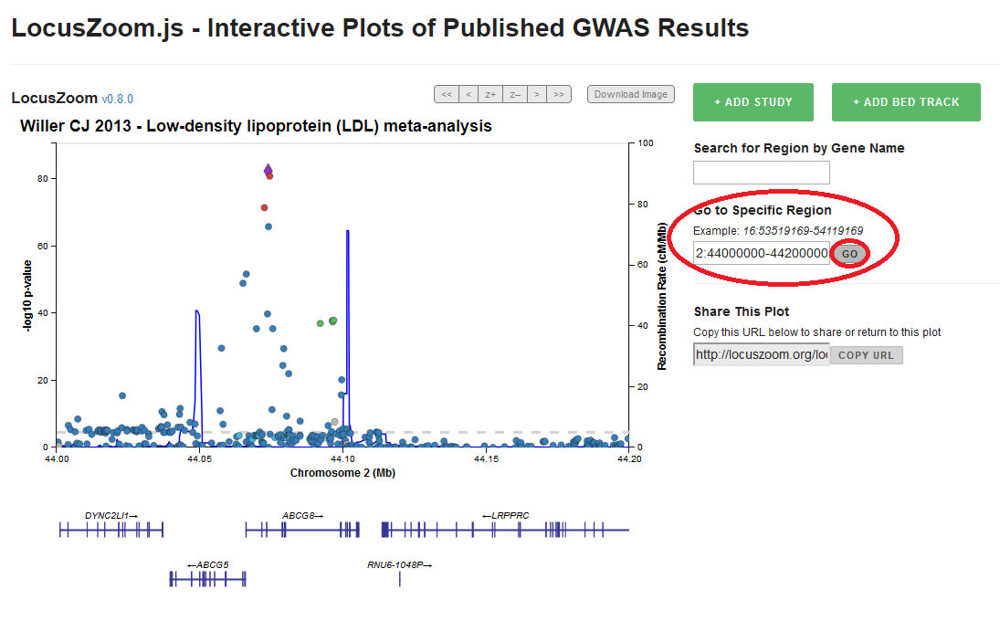 LocusZoom.js - Interactive Plots of Published GWAS Results
LocusZoom v0.8.0
<< < z+ z– > >> Download Image
Willer CJ 2013 - Low-density lipoprotein (LDL) meta-analysis
-log10 p-value
0
20
40
60
80
Recombination Rate (cM/Mb)
0
20
40
60
80
100
44.00 44.05 44.10 44.15 44.20
Chromosome 2 (Mb)
DYNC2LI1→ ABCG8→ ←LRPPRC
←ABCG5 RNU6-1048P→
+ ADD STUDY + ADD BED TRACK
Search for Region by Gene Name
Go to Specific Region
Example: 16:53519169-54119169
2:44000000-44200000 GO
Share This Plot
Copy this URL below to share or return to this plot
http://locuszoom.org/lo COPY URL